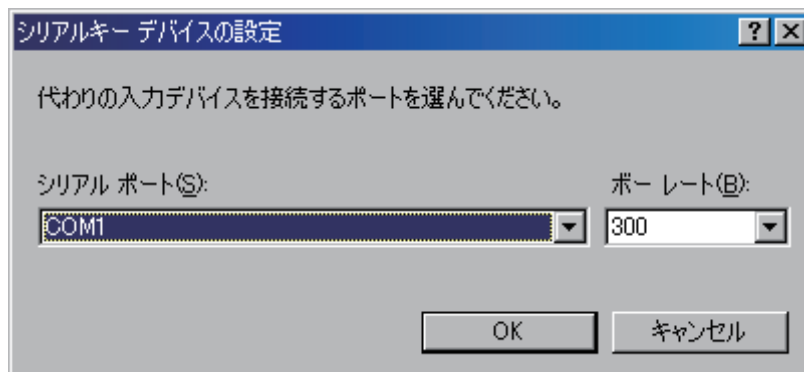 シリアルキー デバイスの設定
代わりの入力デバイスを接続するポートを選んでください。
シリアル ポート(S):
ボー レート(B):
COM1
300
OK
キャンセル